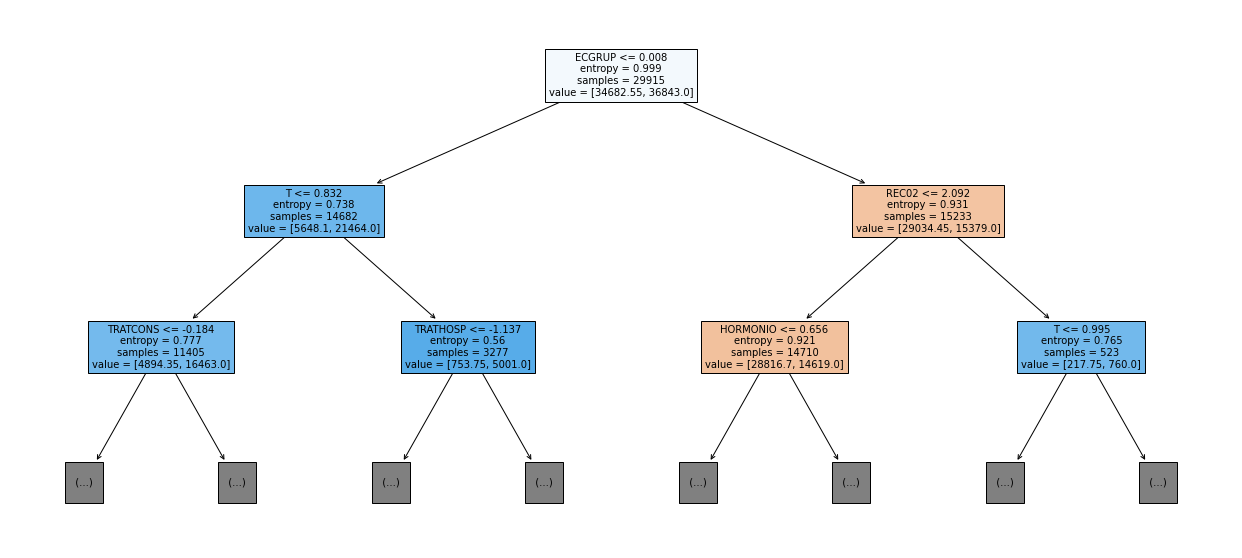 ECGRUP <= 0.008
entropy = 0.999
samples = 29915
value = [34682.55, 36843.0]
T <= 0.832
entropy = 0.738
samples = 14682
value = [5648.1, 21464.0]
REC02 <= 2.092
entropy = 0.931
samples = 15233
value = [29034.45, 15379.0]
TRATCONS <= -0.184
entropy = 0.777
samples = 11405
value = [4894.35, 16463.0]
TRATHOSP <= -1.137
entropy = 0.56
samples = 3277
value = [753.75, 5001.0]
HORMONIO <= 0.656
entropy = 0.921
samples = 14710
value = [28816.7, 14619.0]
T <= 0.995
entropy = 0.765
samples = 523
value = [217.75, 760.0]
(...)
(...)
(...)
(...)
(...)
(...)
(...)
(...)